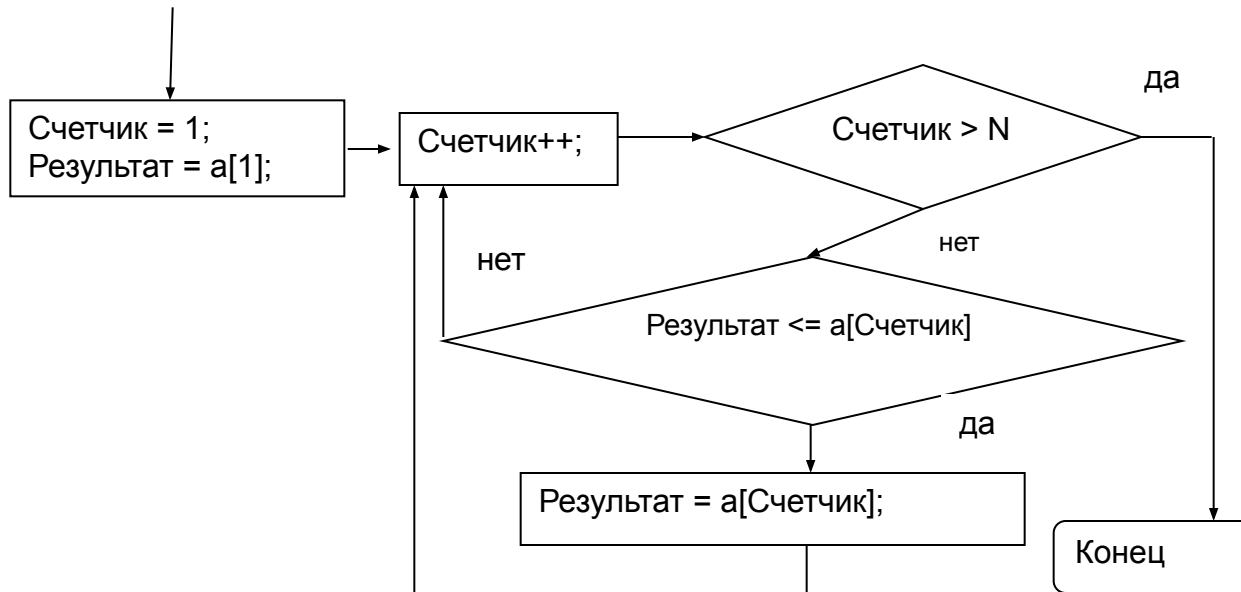 да
Счетчик = 1;
Результат = a[1];
Счетчик++;
Счетчик > N
нет
нет
Результат <= a[Счетчик]
да
Результат = a[Счетчик];
Конец